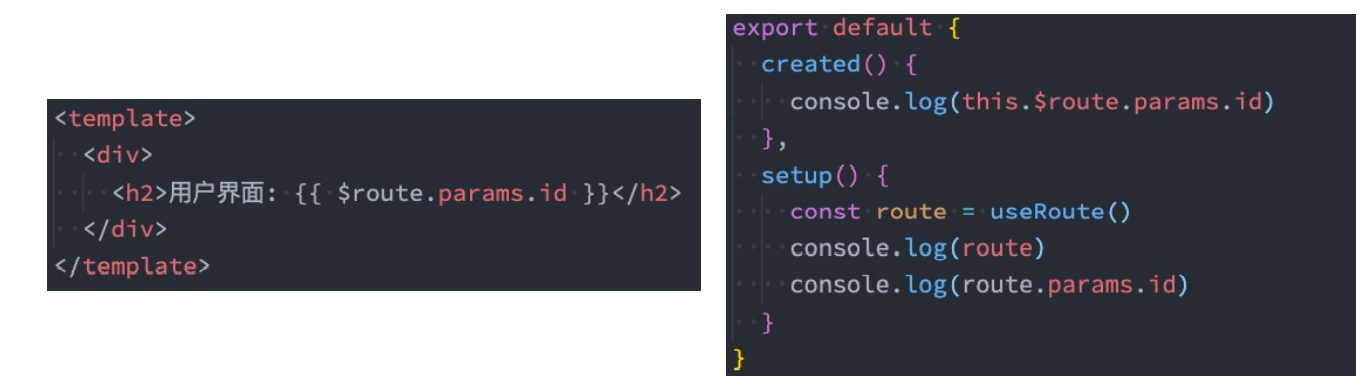 <template>
  <div>
    <h2>用户界面: {{ $route.params.id }}</h2>
  </div>
</template>
export default {
  created() {
    console.log(this.$route.params.id)
  },
  setup() {
    const route = useRoute()
    console.log(route)
    console.log(route.params.id)
  }
}